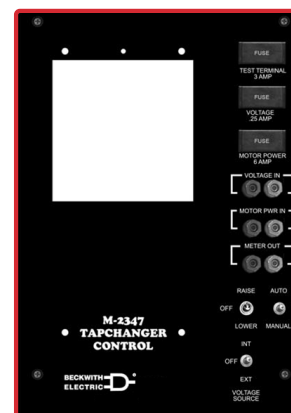 FUSE
TEST TERMINAL
3 AMP
FUSE
VOLTAGE
.25 AMP
FUSE
MOTOR POWER
6 AMP
VOLTAGE IN
MOTOR PWR IN
METER OUT
RAISE AUTO
OFF
LOWER MANUAL
INT
OFF
EXT
VOLTAGE
SOURCE
M-2347
TAPCHANGER
CONTROL
BECKWITH
ELECTRIC